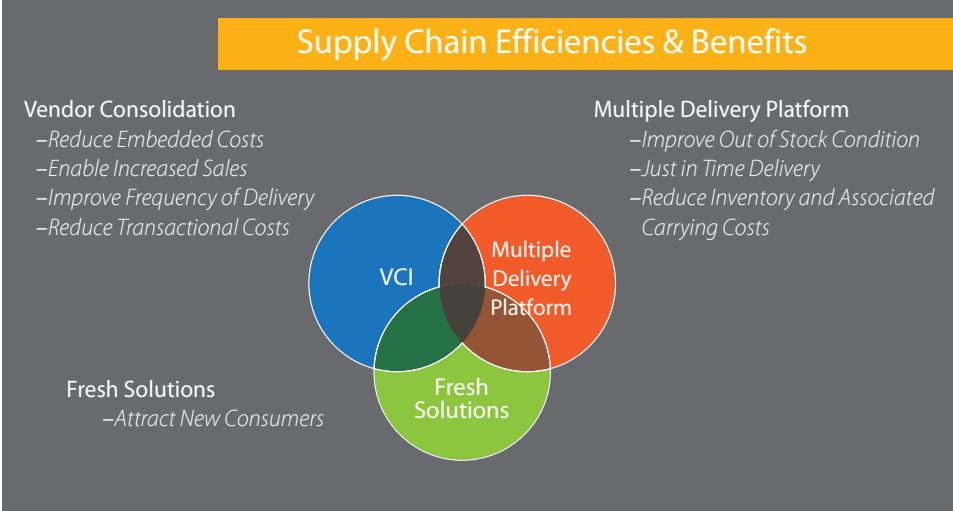 Supply Chain Efficiencies & Benefits
Vendor Consolidation
–Reduce Embedded Costs
–Enable Increased Sales
–Improve Frequency of Delivery
–Reduce Transactional Costs
Multiple Delivery Platform
–Improve Out of Stock Condition
–Just in Time Delivery
–Reduce Inventory and Associated
Carrying Costs
VCI
Multiple
Delivery
Platform
Fresh
Solutions
Fresh Solutions
–Attract New Consumers